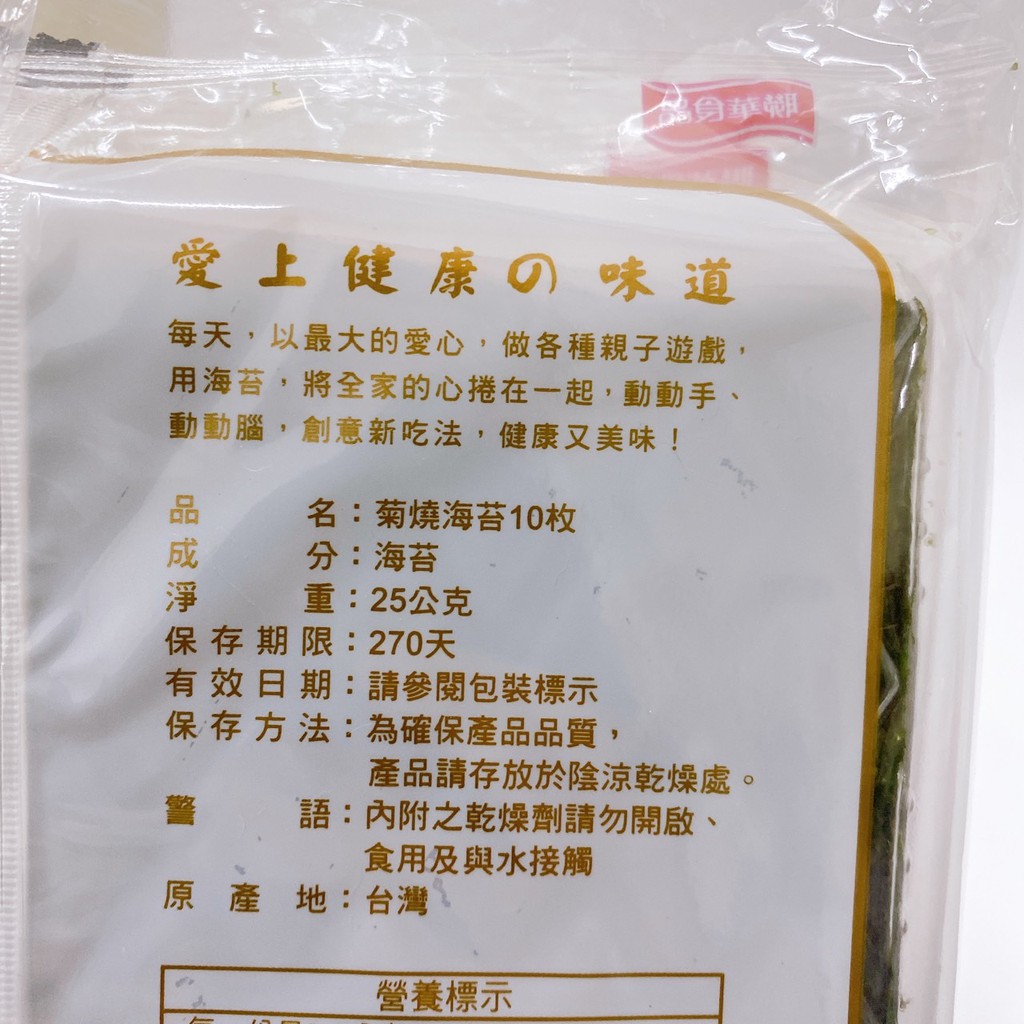 愛上健康の味道
每天，以最大的愛心，做各種親子遊戲，
用海苔，將全家的心捲在一起，動動手、
動動腦，創意新吃法，健康又美味！
品名：菊燒海苔10枚
成分：海苔
淨重：25公克
保存期限：270天
有效日期：請參閱包裝標示
保存方法：為確保產品品質，
產品請存放於陰涼乾燥處。
警語：內附之乾燥劑請勿開啟、
食用及與水接觸
原產地：台灣
營養標示